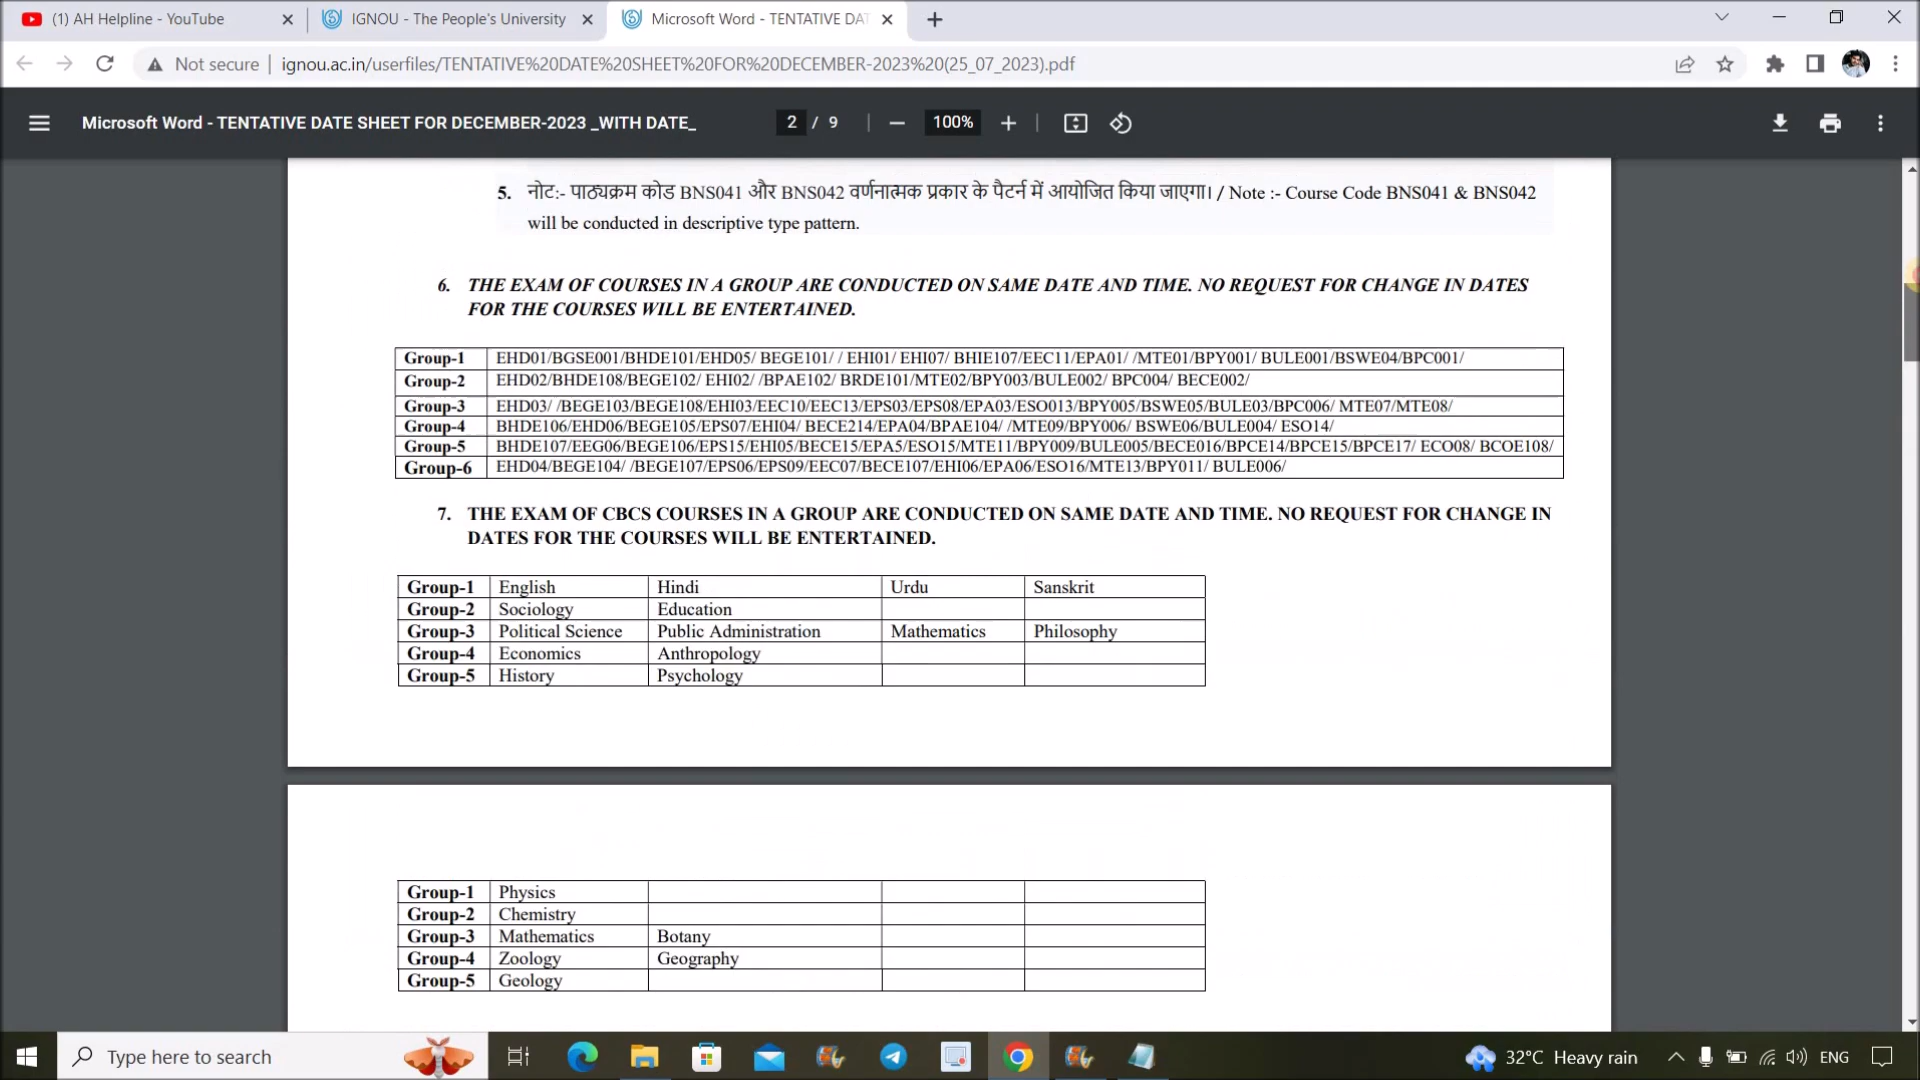 (1) AH Helpline - YouTube
IGNOU - The People's University
Microsoft Word - TENTATIVE DAT
Not secure
ignou.ac.in/userfiles/TENTATIVE%20DATE%20SHEET%20FOR%20DECEMBER-2023%20(25_07_2023).pdf
Microsoft Word - TENTATIVE DATE SHEET FOR DECEMBER-2023 _WITH DATE_
2 / 9
100%
5. नोट:- पाठ्यक्रम कोड BNS041 और BNS042 वर्णनात्मक प्रकार के पैटर्न में आयोजित किया जाएगा। / Note :- Course Code BNS041 & BNS042
will be conducted in descriptive type pattern.
6. THE EXAM OF COURSES IN A GROUP ARE CONDUCTED ON SAME DATE AND TIME. NO REQUEST FOR CHANGE IN DATES
FOR THE COURSES WILL BE ENTERTAINED.
Group-1 EHD01/BGSE001/BHDE101/EHD05/ BEGE101/ / EHI01/ EHI07/ BHIE107/EEC11/EPA01/ /MTE01/BPY001/ BULE001/BSWE04/BPC001/
Group-2 EHD02/BHDE108/BEGE102/ EHI02/ /BPAE102/ BRDE101/MTE02/BPY003/BULE002/ BPC004/ BECE002/
Group-3 EHD03/ /BEGE103/BEGE108/EHI03/EEC10/EEC13/EPS03/EPS08/EPA03/ESO013/BPY005/BSWE05/BULE03/BPC006/ MTE07/MTE08/
Group-4 BHDE106/EHD06/BEGE105/EPS07/EHI04/ BECE214/EPA04/BPAE104/ /MTE09/BPY006/ BSWE06/BULE004/ ESO14/
Group-5 BHDE107/EEG06/BEGE106/EPS15/EHI05/BECE15/EPA5/ESO15/MTE11/BPY009/BULE005/BECE016/BPCE14/BPCE15/BPCE17/ ECO08/ BCOE108/
Group-6 EHD04/BEGE104/ /BEGE107/EPS06/EPS09/EEC07/BECE107/EHI06/EPA06/ESO16/MTE13/BPY011/ BULE006/
7. THE EXAM OF CBCS COURSES IN A GROUP ARE CONDUCTED ON SAME DATE AND TIME. NO REQUEST FOR CHANGE IN
DATES FOR THE COURSES WILL BE ENTERTAINED.
Group-1 English Hindi Urdu Sanskrit
Group-2 Sociology Education
Group-3 Political Science Public Administration Mathematics Philosophy
Group-4 Economics Anthropology
Group-5 History Psychology
Group-1 Physics
Group-2 Chemistry
Group-3 Mathematics Botany
Group-4 Zoology Geography
Group-5 Geology
Type here to search
32°C Heavy rain
ENG